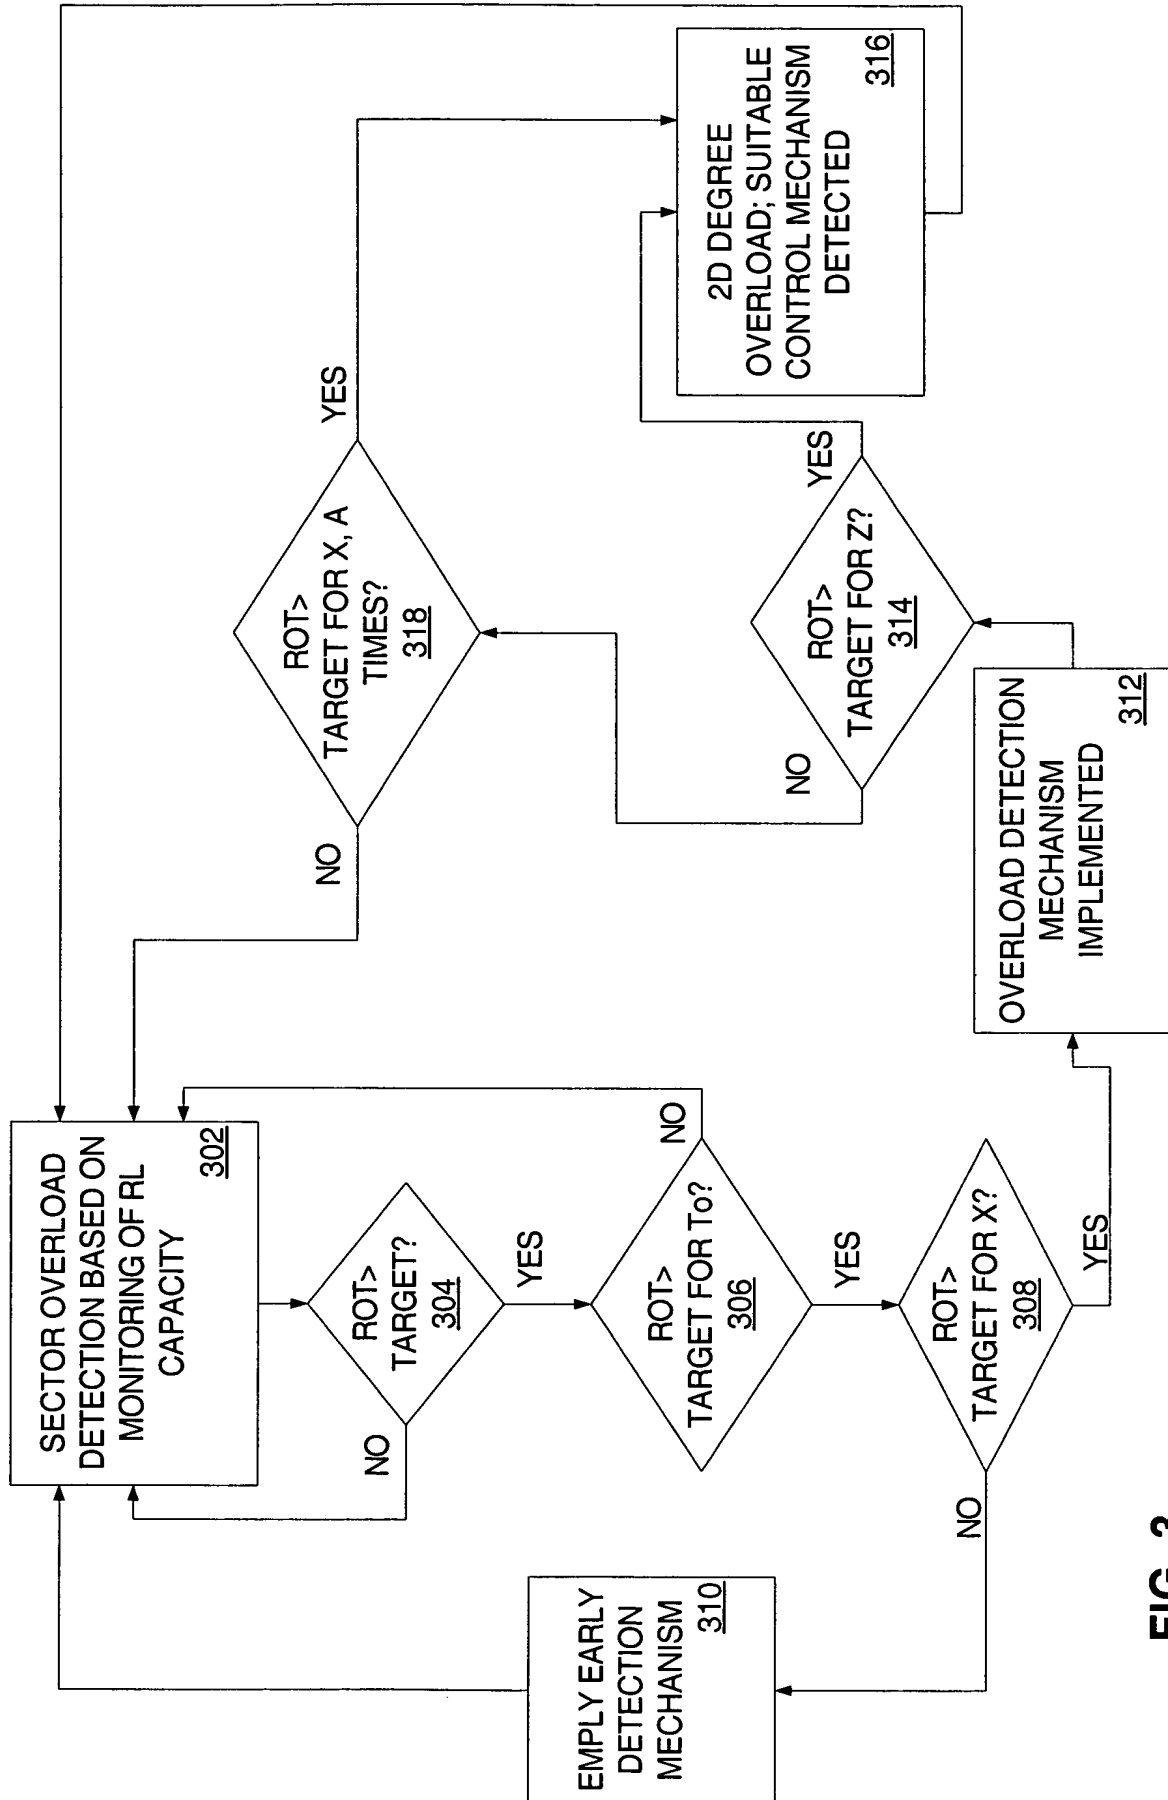 SECTOR OVERLOAD
DETECTION BASED ON
MONITORING OF RL
CAPACITY
302
ROT>
TARGET?
304
NO
YES
ROT>
TARGET FOR To?
306
NO
YES
ROT>
TARGET FOR X?
308
NO
YES
EMPLY EARLY
DETECTION
MECHANISM
310
OVERLOAD DETECTION
MECHANISM
IMPLEMENTED
312
ROT>
TARGET FOR Z?
314
NO
YES
ROT>
TARGET FOR X, A
TIMES?
318
NO
YES
2D DEGREE
OVERLOAD; SUITABLE
CONTROL MECHANISM
DETECTED
316
FIG. 3